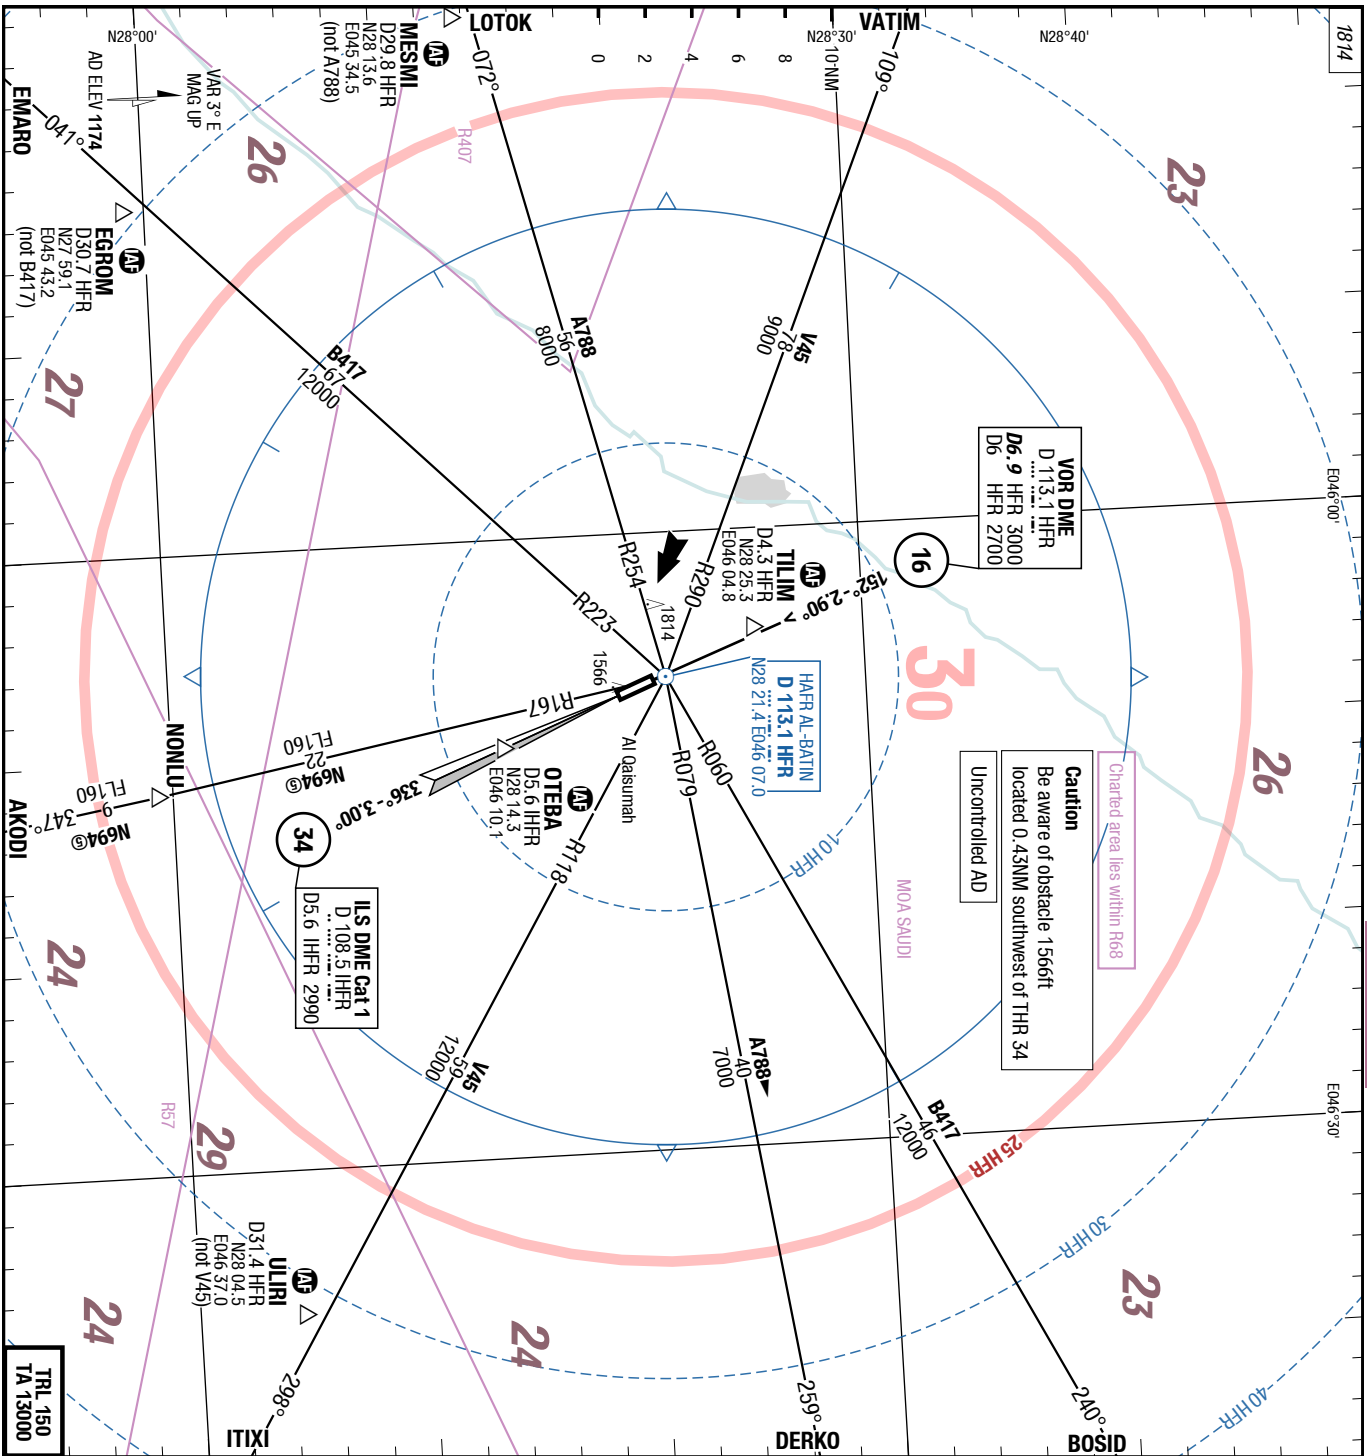 1814
N28°00'
LOTOK
VATIM
N28°30'
N28°40'
0
2
4
6
8
10 NM
IAF
MESMI
D29.8 HFR
N28 13.6
E045 34.5
(not A788)
072°
109°
VAR 3° E
MAG UP
AD ELEV 1174
EMARO
041°
26
R407
23
IAF
EGROM
D30.7 HFR
N27 59.1
E045 43.2
(not B417)
27
B417
67
12000
A788
56
8000
V45
78
9000
VOR DME
D 113.1 HFR
D6.9 HFR 3000
D6 HFR 2700
E046°00'
16
152°-2.90°
IAF
TILIM
D4.3 HFR
N28 25.3
E046 04.8
R254
R290
R223
1814
1566
HAFR AL-BATIN
D 113.1 HFR
N28 21.4 E046 07.0
30
R167
R060
R079
R118
Al Qaisumah
NONLU
FL160
22
N694⑤
FL160
9
N694⑤
347°
AKODI
336°-3.00°
34
IAF
OTEBA
D5.6 IHFR
N28 14.3
E046 10.1
ILS DME Cat 1
D 108.5 IHFR
D5.6 IHFR 2990
10 HFR
26
Charted area lies within R68
Caution
Be aware of obstacle 1566ft
located 0.43NM southwest of THR 34
Uncontrolled AD
MOA SAUDI
24
V45
59
12000
A788
40
7000
B417
46
12000
E046°30'
25 HFR
R57
29
30 HFR
IAF
ULIRI
D31.4 HFR
N28 04.5
E046 37.0
(not V45)
24
24
23
40 HFR
298°
259°
240°
ITIXI
DERKO
BOSID
TRL 150
TA 13000